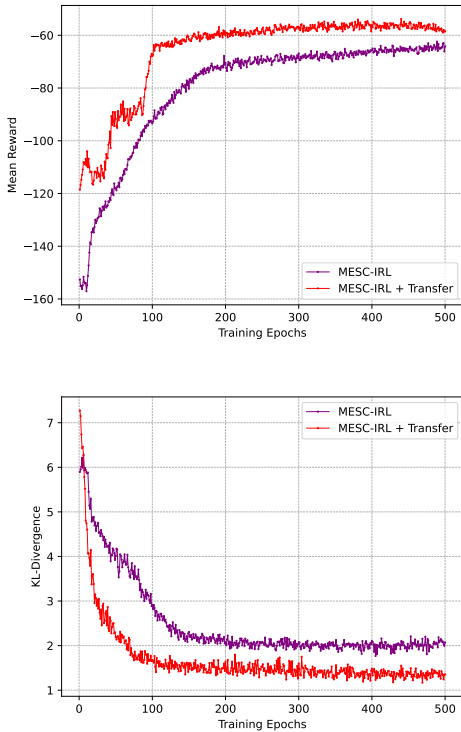 −60
−80
−100
−120
−140
−160
Mean Reward
0 100 200 300 400 500
Training Epochs
MESC-IRL
MESC-IRL + Transfer
7
6
5
4
3
2
1
KL-Divergence
MESC-IRL
MESC-IRL + Transfer
0 100 200 300 400 500
Training Epochs